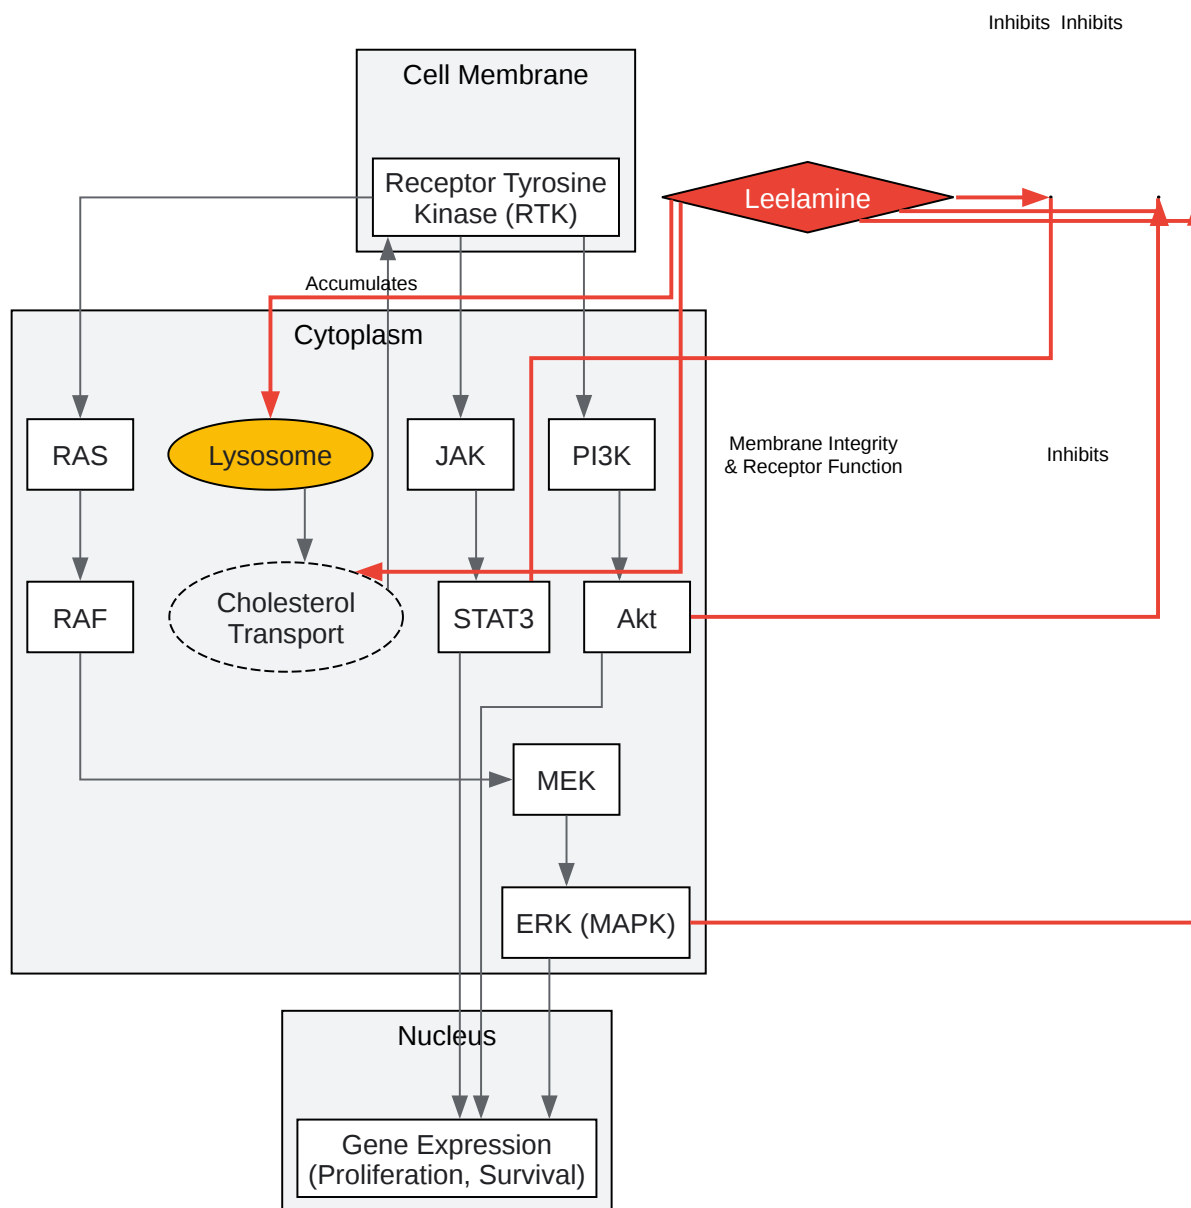 Inhibits Inhibits
Cell Membrane
Receptor Tyrosine
Kinase (RTK)
Leelamine
Accumulates
Cytoplasm
RAS
Lysosome
JAK
PI3K
Membrane Integrity
& Receptor Function
Inhibits
RAF
Cholesterol
Transport
STAT3
Akt
MEK
ERK (MAPK)
Nucleus
Gene Expression
(Proliferation, Survival)